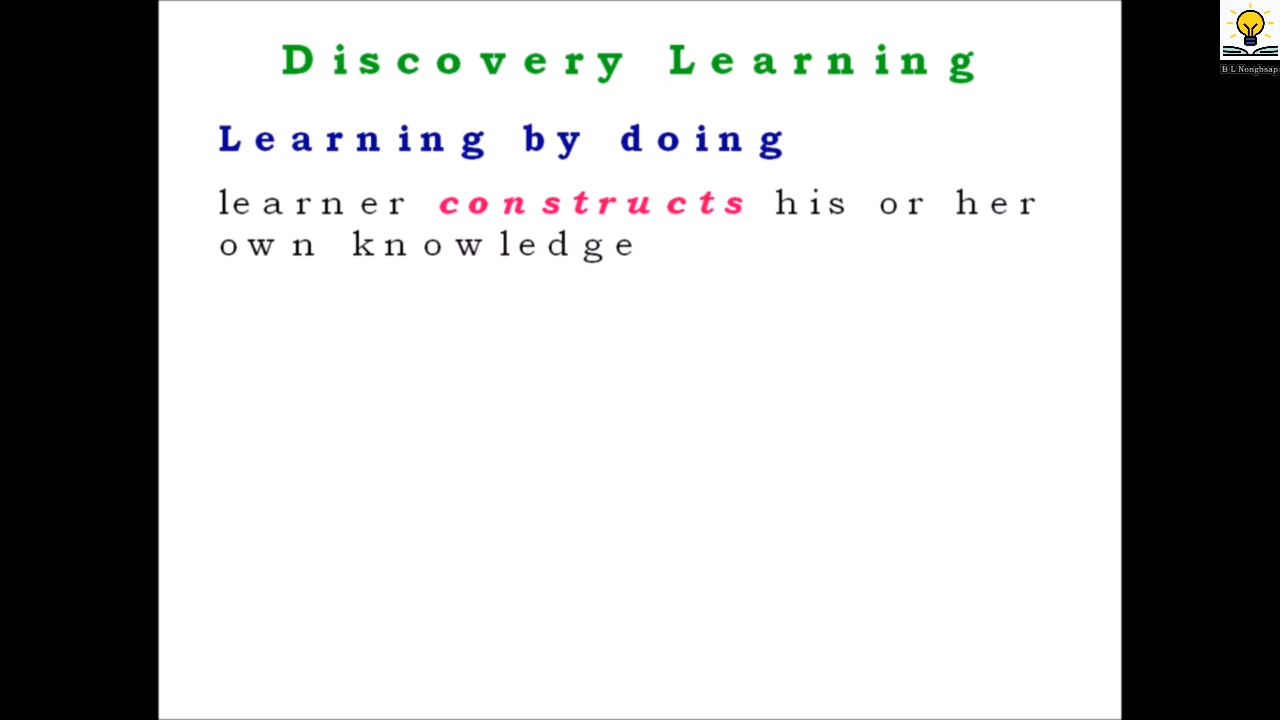 Discovery Learning
Learning by doing
learner constructs his or her
own knowledge
B L Nongbsap